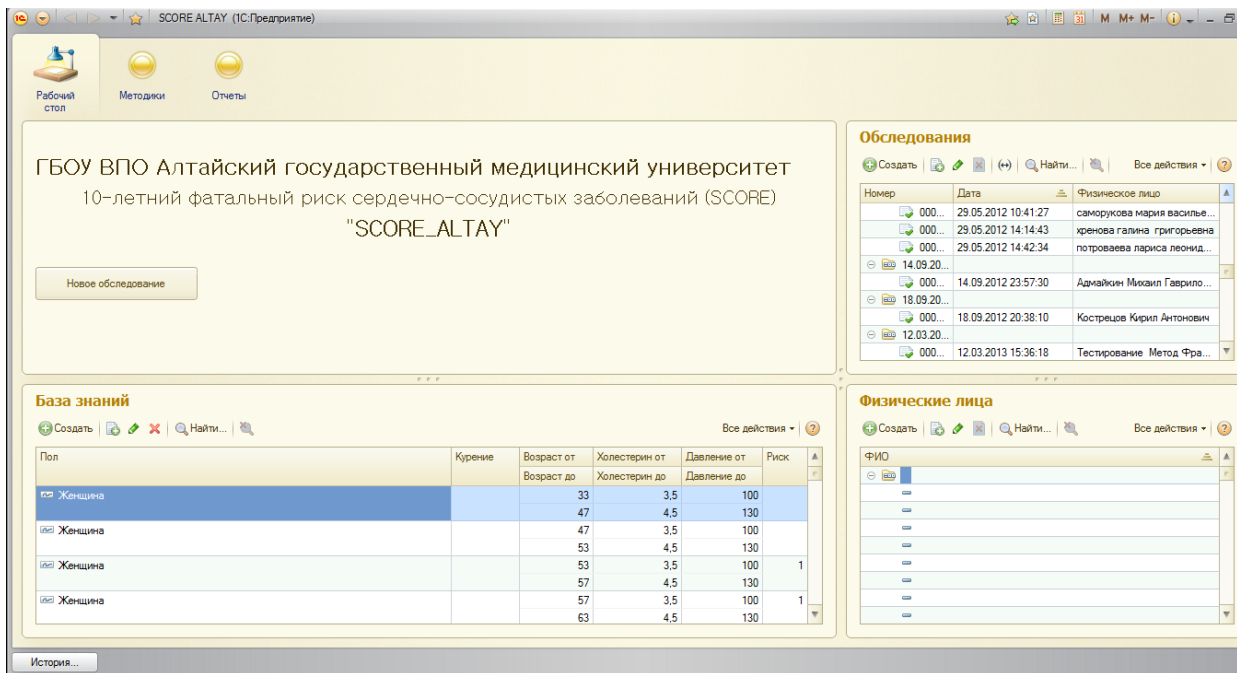 SCORE ALTAY (1С:Предприятие)
M M+ M-
Рабочий стол
Методики
Отчеты
ГБОУ ВПО Алтайский государственный медицинский университет
10-летний фатальный риск сердечно-сосудистых заболеваний (SCORE)
"SCORE_ALTAY"
Новое обследование
Обследования
Создать Найти... Все действия
Номер Дата Физическое лицо
000... 29.05.2012 10:41:27 саморукова мария василье...
000... 29.05.2012 14:14:43 хренова галина григорьевна
000... 29.05.2012 14:42:34 потроваева лариса леонид...
14.09.20...
000... 14.09.2012 23:57:30 Адмайкин Михаил Гаврило...
18.09.20...
000... 18.09.2012 20:38:10 Кострецов Кирил Антонович
12.03.20...
000... 12.03.2013 15:36:18 Тестирование Метод Фра...
База знаний
Создать Найти... Все действия
Пол Курение Возраст от Холестерин от Давление от Риск
Возраст до Холестерин до Давление до
Женщина 33 3,5 100
47 4,5 130
Женщина 47 3,5 100
53 4,5 130
Женщина 53 3,5 100 1
57 4,5 130
Женщина 57 3,5 100 1
63 4,5 130
Физические лица
Создать Найти... Все действия
ФИО
История...